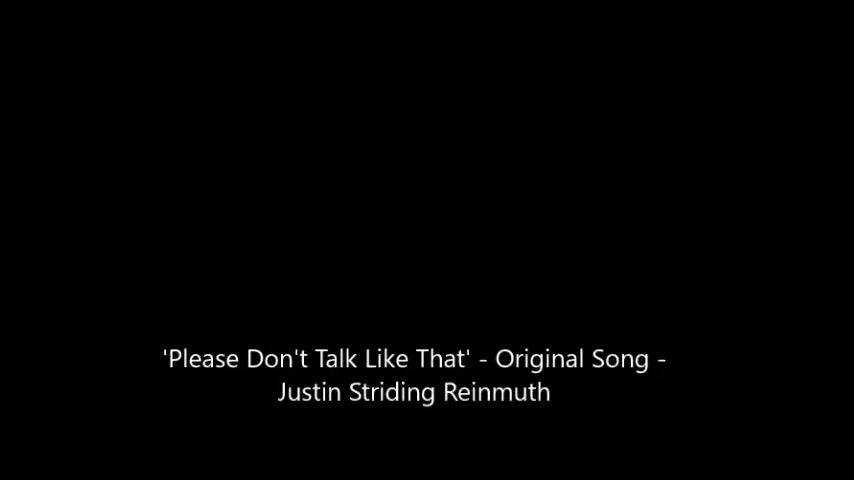 'Please Don't Talk Like That' - Original Song -
Justin Striding Reinmuth